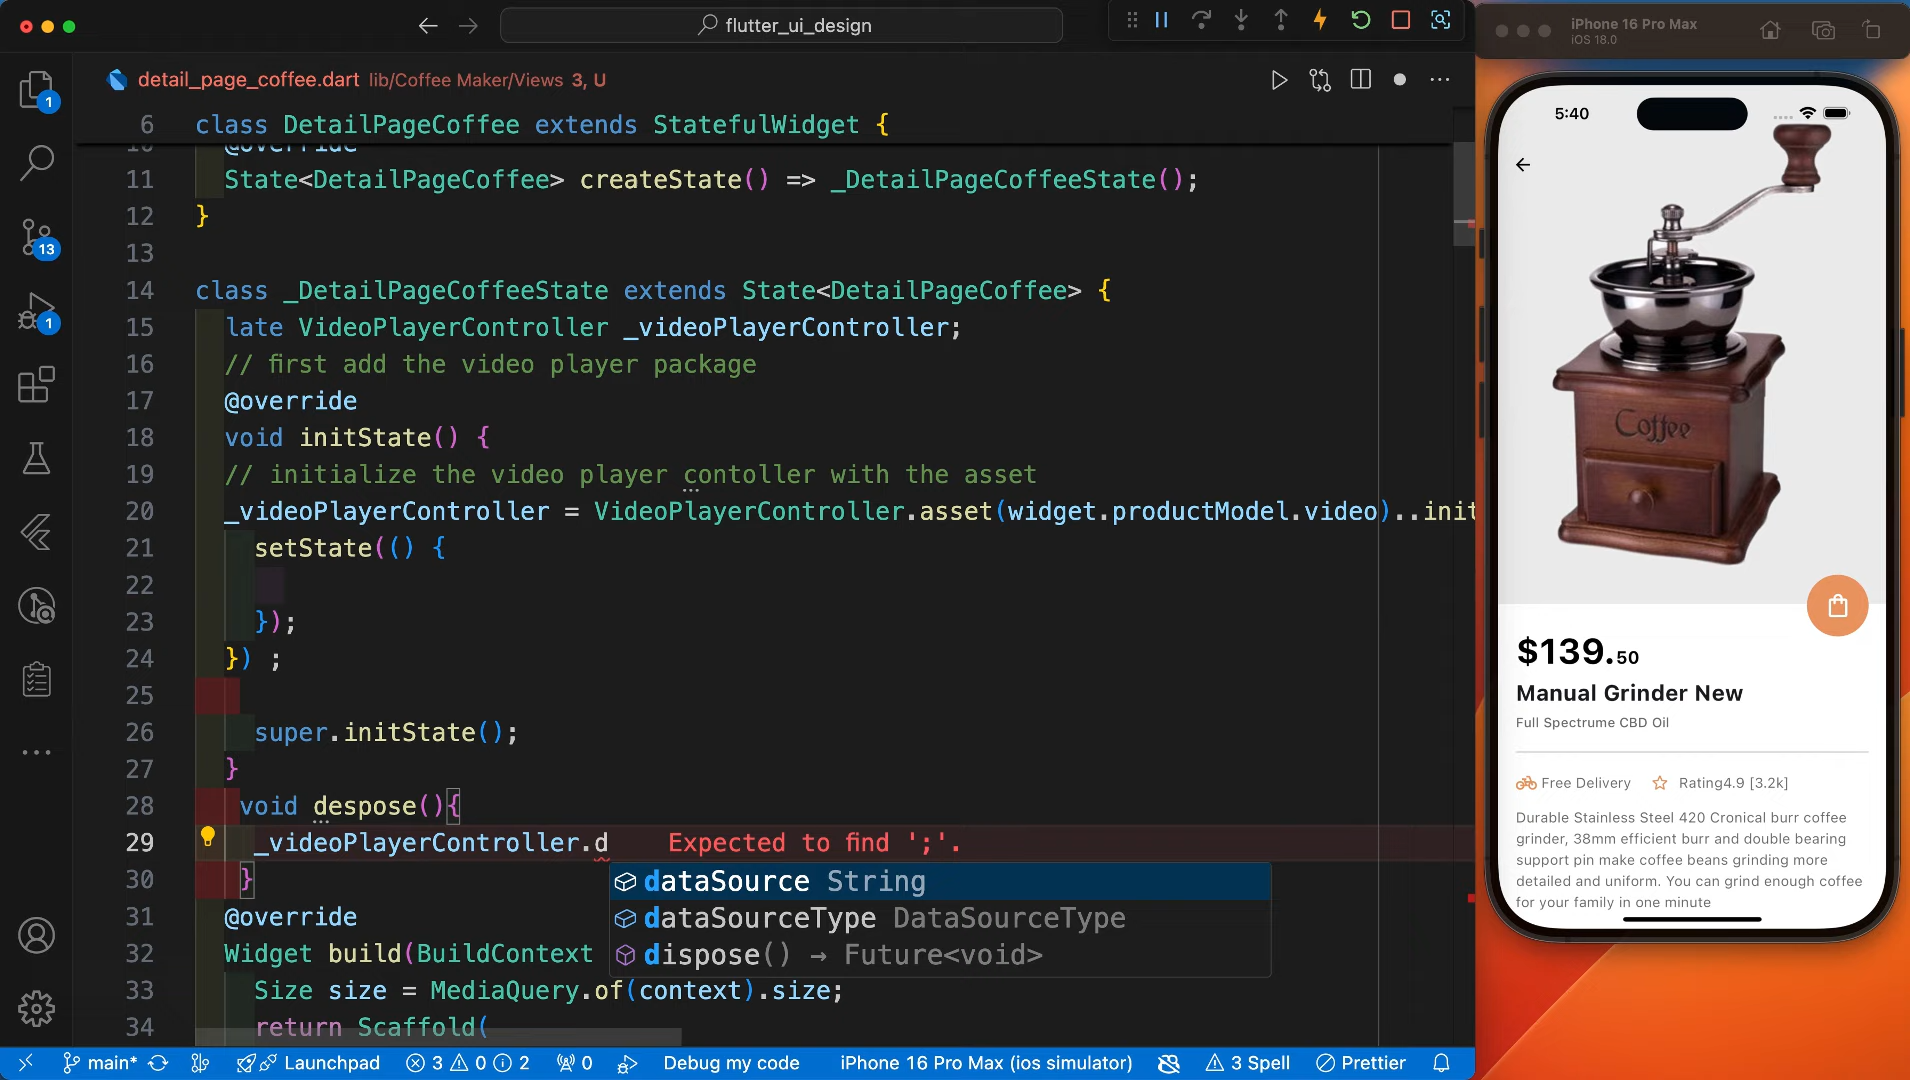 flutter_ui_design
iPhone 16 Pro Max
iOS 18.0
detail_page_coffee.dart lib/Coffee Maker/Views 3, U
6 class DetailPageCoffee extends StatefulWidget {
10 @override
11 State<DetailPageCoffee> createState() => _DetailPageCoffeeState();
12 }
13
14 class _DetailPageCoffeeState extends State<DetailPageCoffee> {
15 late VideoPlayerController _videoPlayerController;
16 // first add the video player package
17 @override
18 void initState() {
19 // initialize the video player contoller with the asset
20 _videoPlayerController = VideoPlayerController.asset(widget.productModel.video)..init
21 setState(() {
22
23 });
24 }) ;
25
26 super.initState();
27 }
28 void despose(){
29 _videoPlayerController.d Expected to find ';'.
30 }
31 @override
32 Widget build(BuildContext
33 Size size = MediaQuery.of(context).size;
34 return Scaffold(
dataSource String
dataSourceType DataSourceType
dispose() → Future<void>
1
13
1
main* Launchpad 3 0 2 0 Debug my code iPhone 16 Pro Max (ios simulator) 3 Spell Prettier
5:40
Coffee
$139.50
Manual Grinder New
Full Spectrume CBD Oil
Free Delivery Rating4.9 [3.2k]
Durable Stainless Steel 420 Cronical burr coffee
grinder, 38mm efficient burr and double bearing
support pin make coffee beans grinding more
detailed and uniform. You can grind enough coffee
for your family in one minute